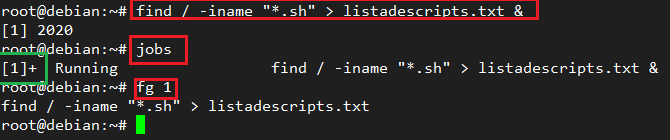 root@debian:~# find / -iname "*.sh" > listadescripts.txt &
[1] 2020
root@debian:~# jobs
[1]+  Running                 find / -iname "*.sh" > listadescripts.txt &
root@debian:~# fg 1
find / -iname "*.sh" > listadescripts.txt
root@debian:~#